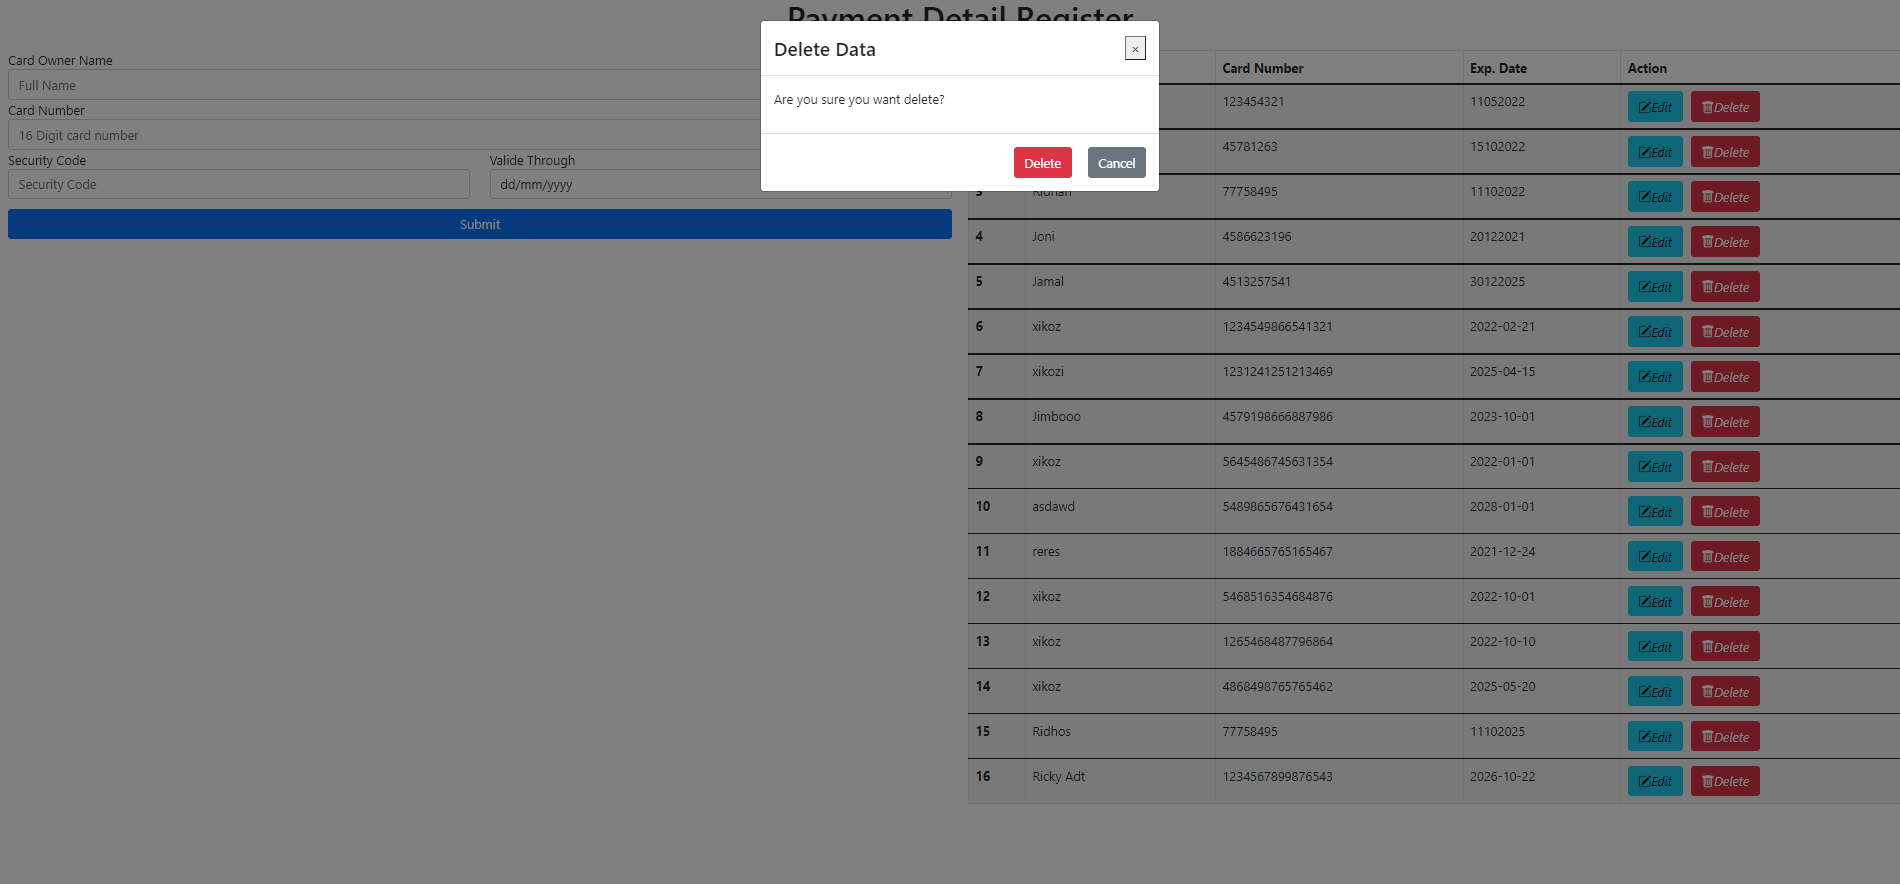 Payment Detail Register
Delete Data
×
Are you sure you want delete?
Delete Cancel
Card Owner Name
Full Name
Card Number
16 Digit card number
Security Code Valide Through
Security Code dd/mm/yyyy
Submit
Card Number Exp. Date Action
123454321 11052022 Edit Delete
45781263 15102022 Edit Delete
3 Ridhan 77758495 11102022 Edit Delete
4 Joni 4586623196 20122021 Edit Delete
5 Jamal 4513257541 30122025 Edit Delete
6 xikoz 1234549866541321 2022-02-21 Edit Delete
7 xikozi 1231241251213469 2025-04-15 Edit Delete
8 Jimbooo 4579198666887986 2023-10-01 Edit Delete
9 xikoz 5645486745631354 2022-01-01 Edit Delete
10 asdawd 5489865676431654 2028-01-01 Edit Delete
11 reres 1884665765165467 2021-12-24 Edit Delete
12 xikoz 5468516354684876 2022-10-01 Edit Delete
13 xikoz 1265468487796864 2022-10-10 Edit Delete
14 xikoz 4868498765765462 2025-05-20 Edit Delete
15 Ridhos 77758495 11102025 Edit Delete
16 Ricky Adt 1234567899876543 2026-10-22 Edit Delete